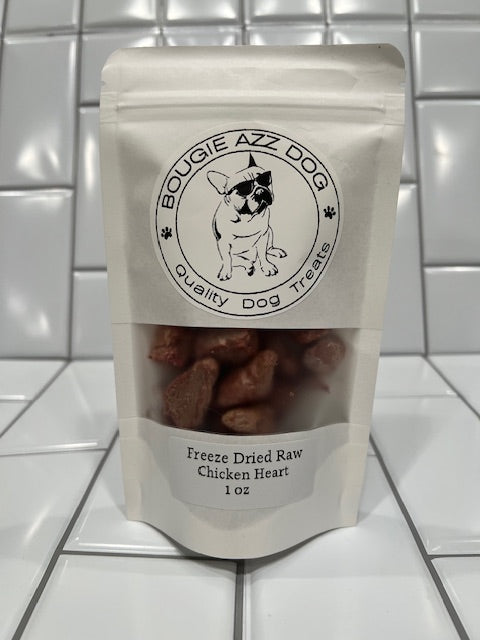 BOUGIE AZZ DOG
Quality Dog Treats
Freeze Dried Raw
Chicken Heart
1 oz